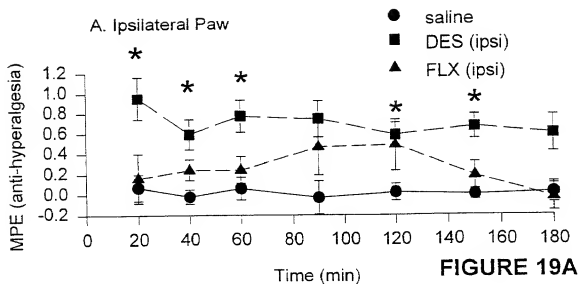 A. Ipsilateral Paw
saline
DES (ipsi)
FLX (ipsi)
* * * * *
MPE (anti-hyperalgesia)
1.2
1.0
0.8
0.6
0.4
0.2
0.0
-0.2
0 20 40 60 80 100 120 140 160 180
Time (min)
FIGURE 19A